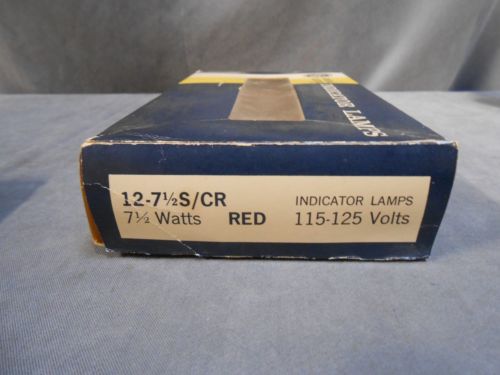 INDICATOR LAMPS
12-7½S/CR INDICATOR LAMPS
7½ Watts RED 115-125 Volts